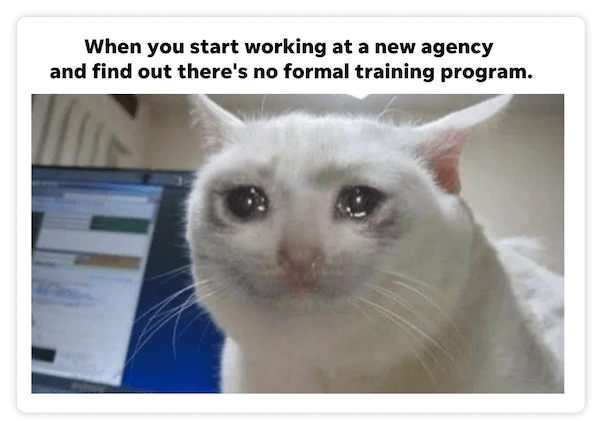 When you start working at a new agency
and find out there's no formal training program.